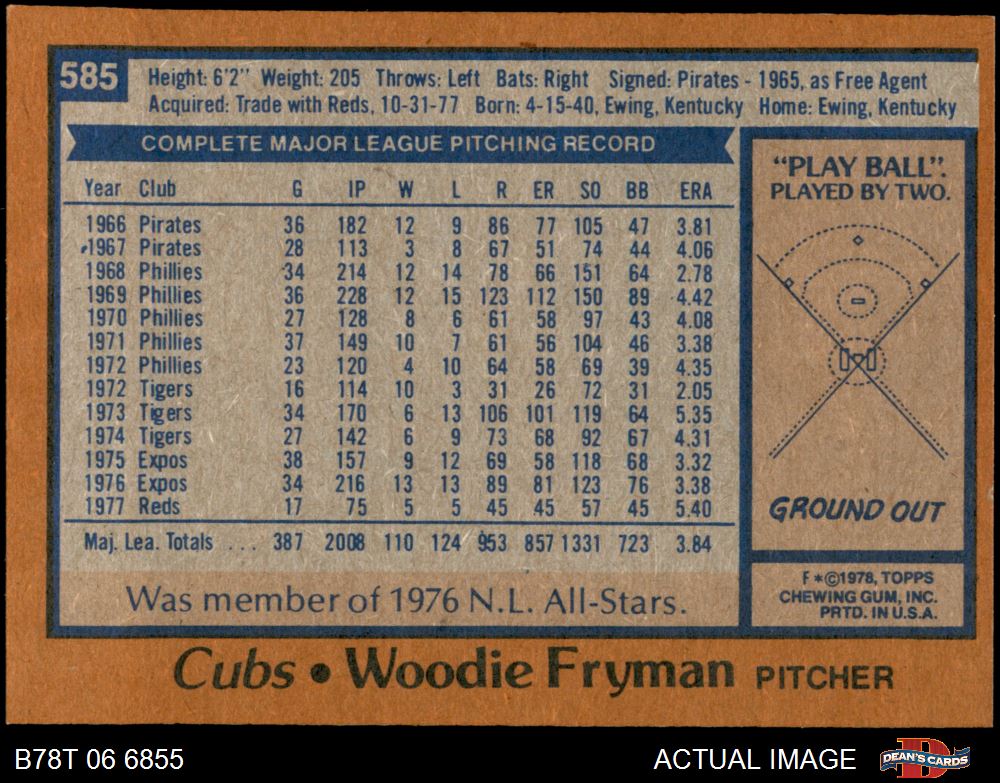 585
Height: 6'2" Weight: 205 Throws: Left Bats: Right Signed: Pirates - 1965, as Free Agent
Acquired: Trade with Reds, 10-31-77 Born: 4-15-40, Ewing, Kentucky Home: Ewing, Kentucky
COMPLETE MAJOR LEAGUE PITCHING RECORD
Year Club G IP W L R ER SO BB ERA
1966 Pirates 36 182 12 9 86 77 105 47 3.81
1967 Pirates 28 113 3 8 67 51 74 44 4.06
1968 Phillies 34 214 12 14 78 66 151 64 2.78
1969 Phillies 36 228 12 15 123 112 150 89 4.42
1970 Phillies 27 128 8 6 61 58 97 43 4.08
1971 Phillies 37 149 10 7 61 56 104 46 3.38
1972 Phillies 23 120 4 10 64 58 69 39 4.35
1972 Tigers 16 114 10 3 31 26 72 31 2.05
1973 Tigers 34 170 6 13 106 101 119 64 5.35
1974 Tigers 27 142 6 9 73 68 92 67 4.31
1975 Expos 38 157 9 12 69 58 118 68 3.32
1976 Expos 34 216 13 13 89 81 123 76 3.38
1977 Reds 17 75 5 5 45 45 57 45 5.40
Maj. Lea. Totals ... 387 2008 110 124 953 857 1331 723 3.84
Was member of 1976 N.L. All-Stars.
"PLAY BALL".
PLAYED BY TWO.
GROUND OUT
F*©1978, TOPPS
CHEWING GUM, INC.
PRTD. IN U.S.A.
Cubs • Woodie Fryman PITCHER
B78T 06 6855
ACTUAL IMAGE
DEAN'S CARDS